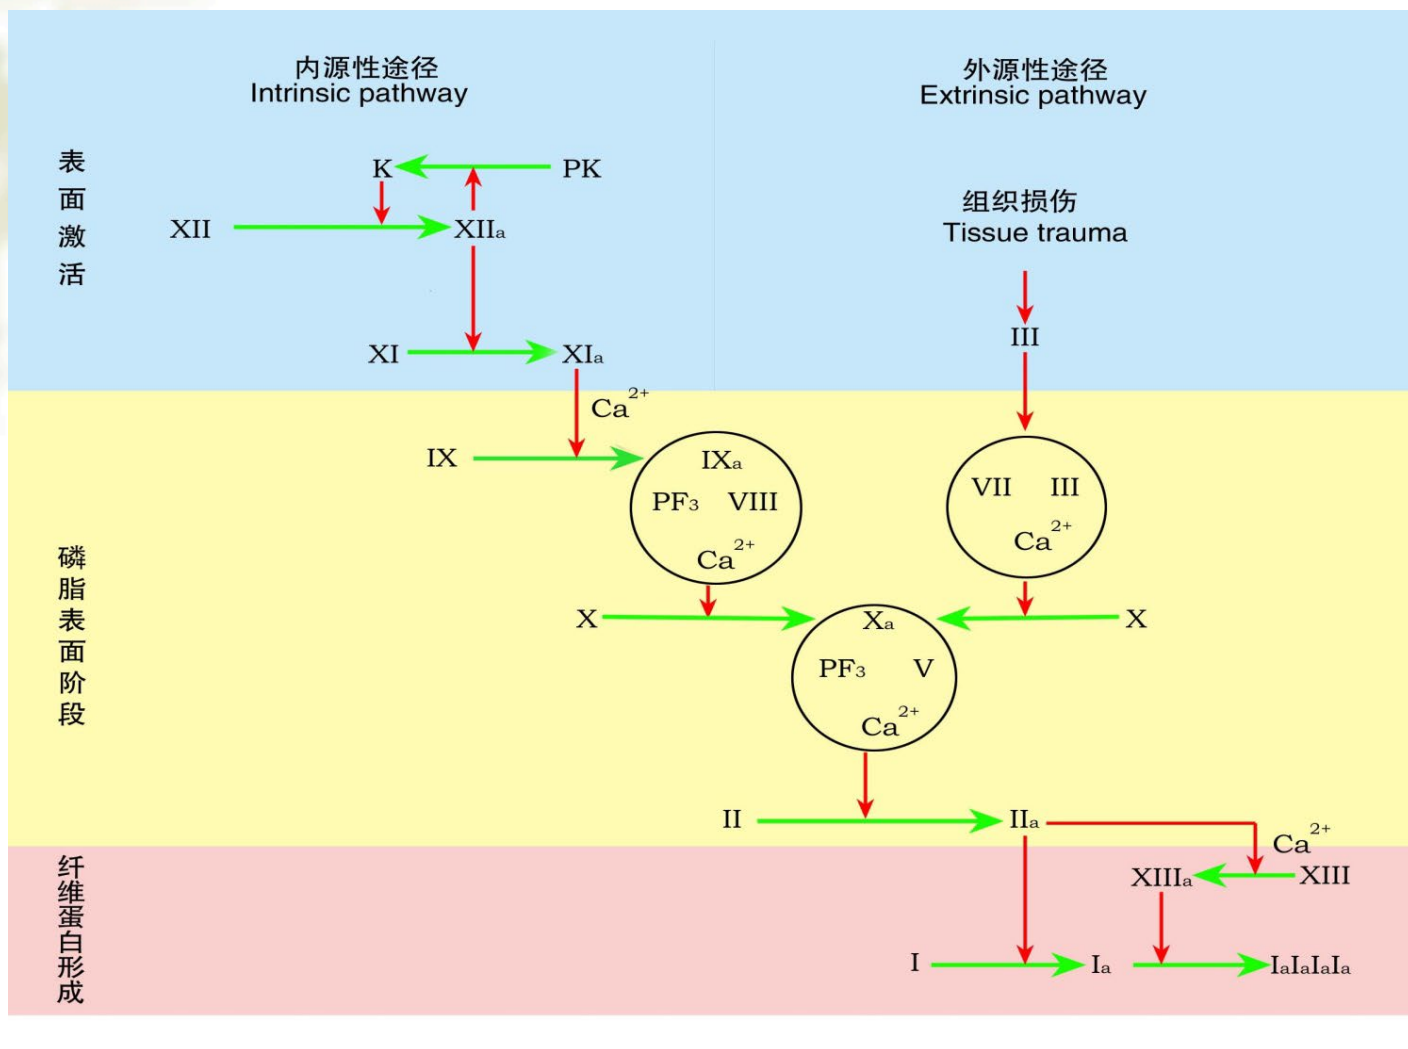 内源性途径
Intrinsic pathway
外源性途径
Extrinsic pathway
表面激活
K
PK
XII
XIIa
组织损伤
Tissue trauma
III
XI
XIa
Ca2+
磷脂表面阶段
IX
IXa
PF3 VIII
Ca2+
VII III
Ca2+
X
Xa
X
PF3 V
Ca2+
II
IIa
Ca2+
纤维蛋白形成
XIIIa
XIII
I
Ia
IaIaIaIa